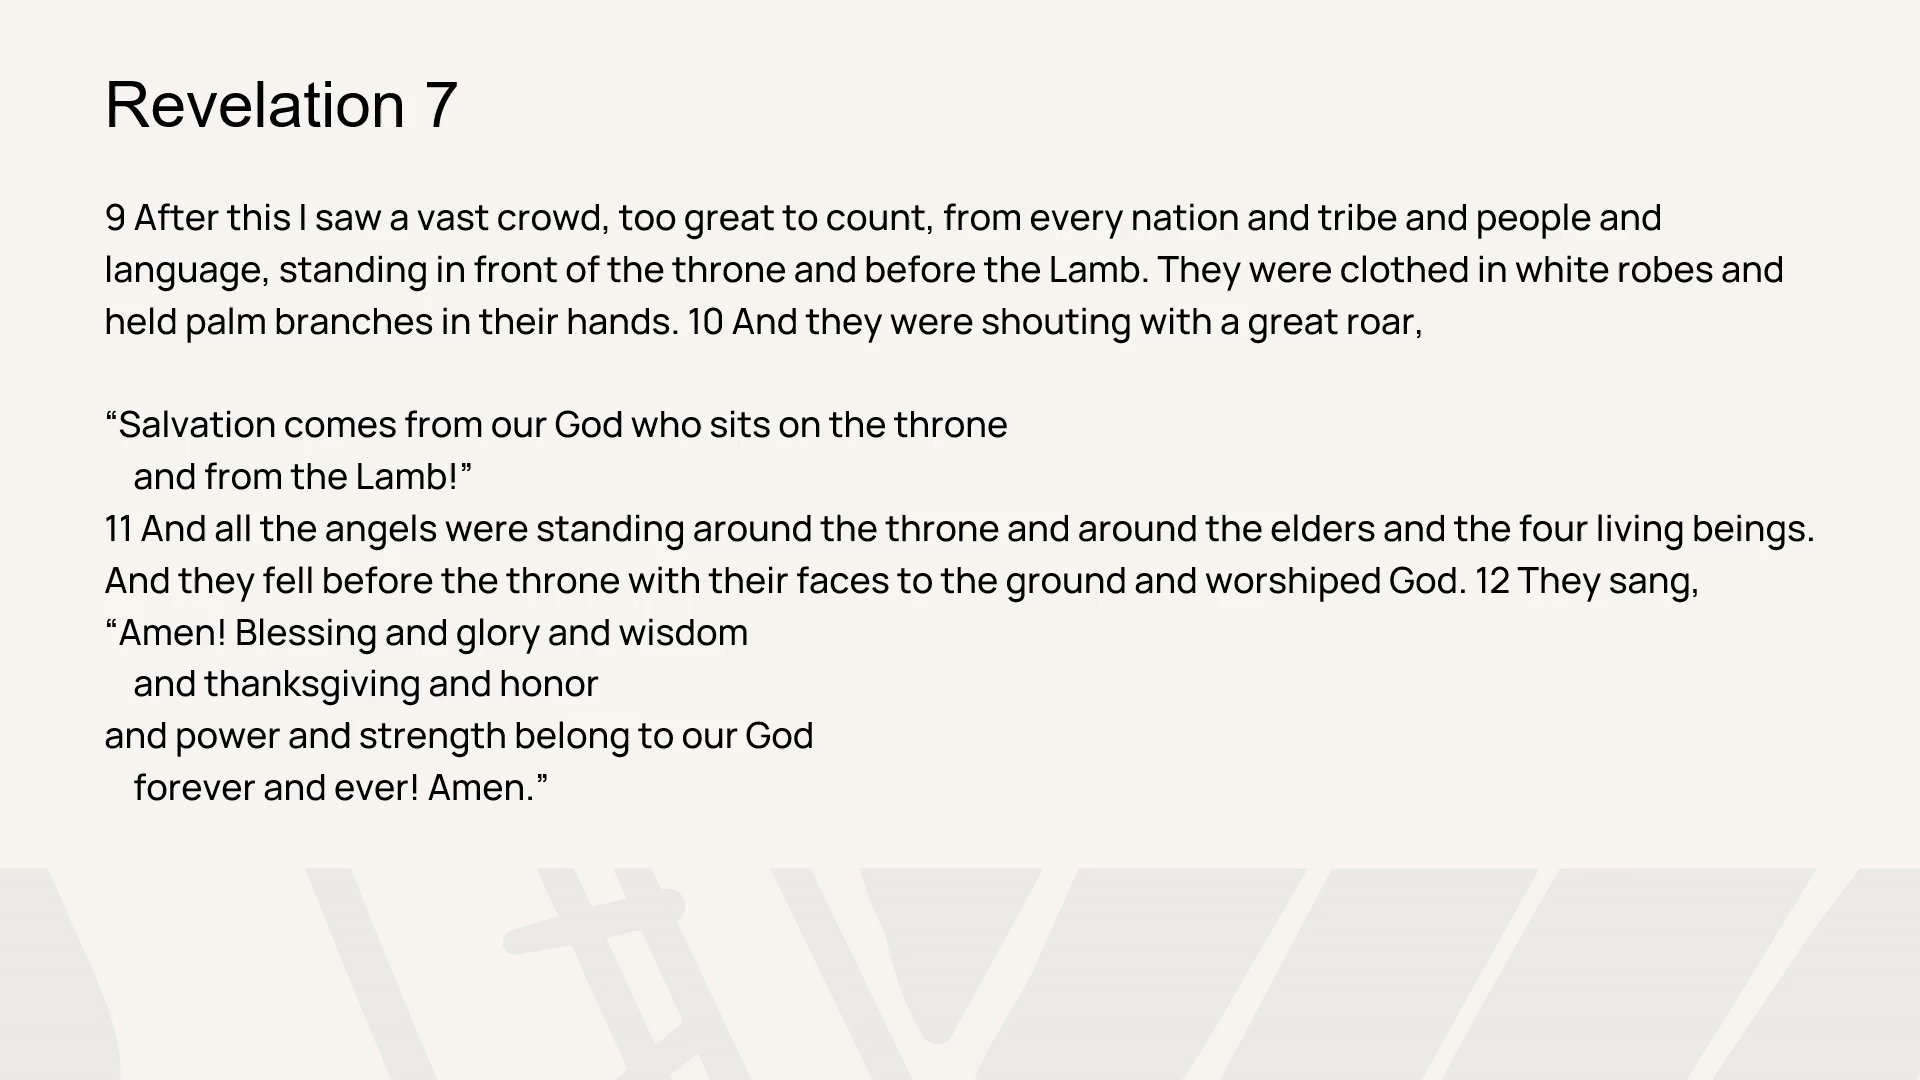 Revelation 7
9 After this I saw a vast crowd, too great to count, from every nation and tribe and people and
language, standing in front of the throne and before the Lamb. They were clothed in white robes and
held palm branches in their hands. 10 And they were shouting with a great roar,
“Salvation comes from our God who sits on the throne
and from the Lamb!”
11 And all the angels were standing around the throne and around the elders and the four living beings.
And they fell before the throne with their faces to the ground and worshiped God. 12 They sang,
“Amen! Blessing and glory and wisdom
and thanksgiving and honor
and power and strength belong to our God
forever and ever! Amen.”